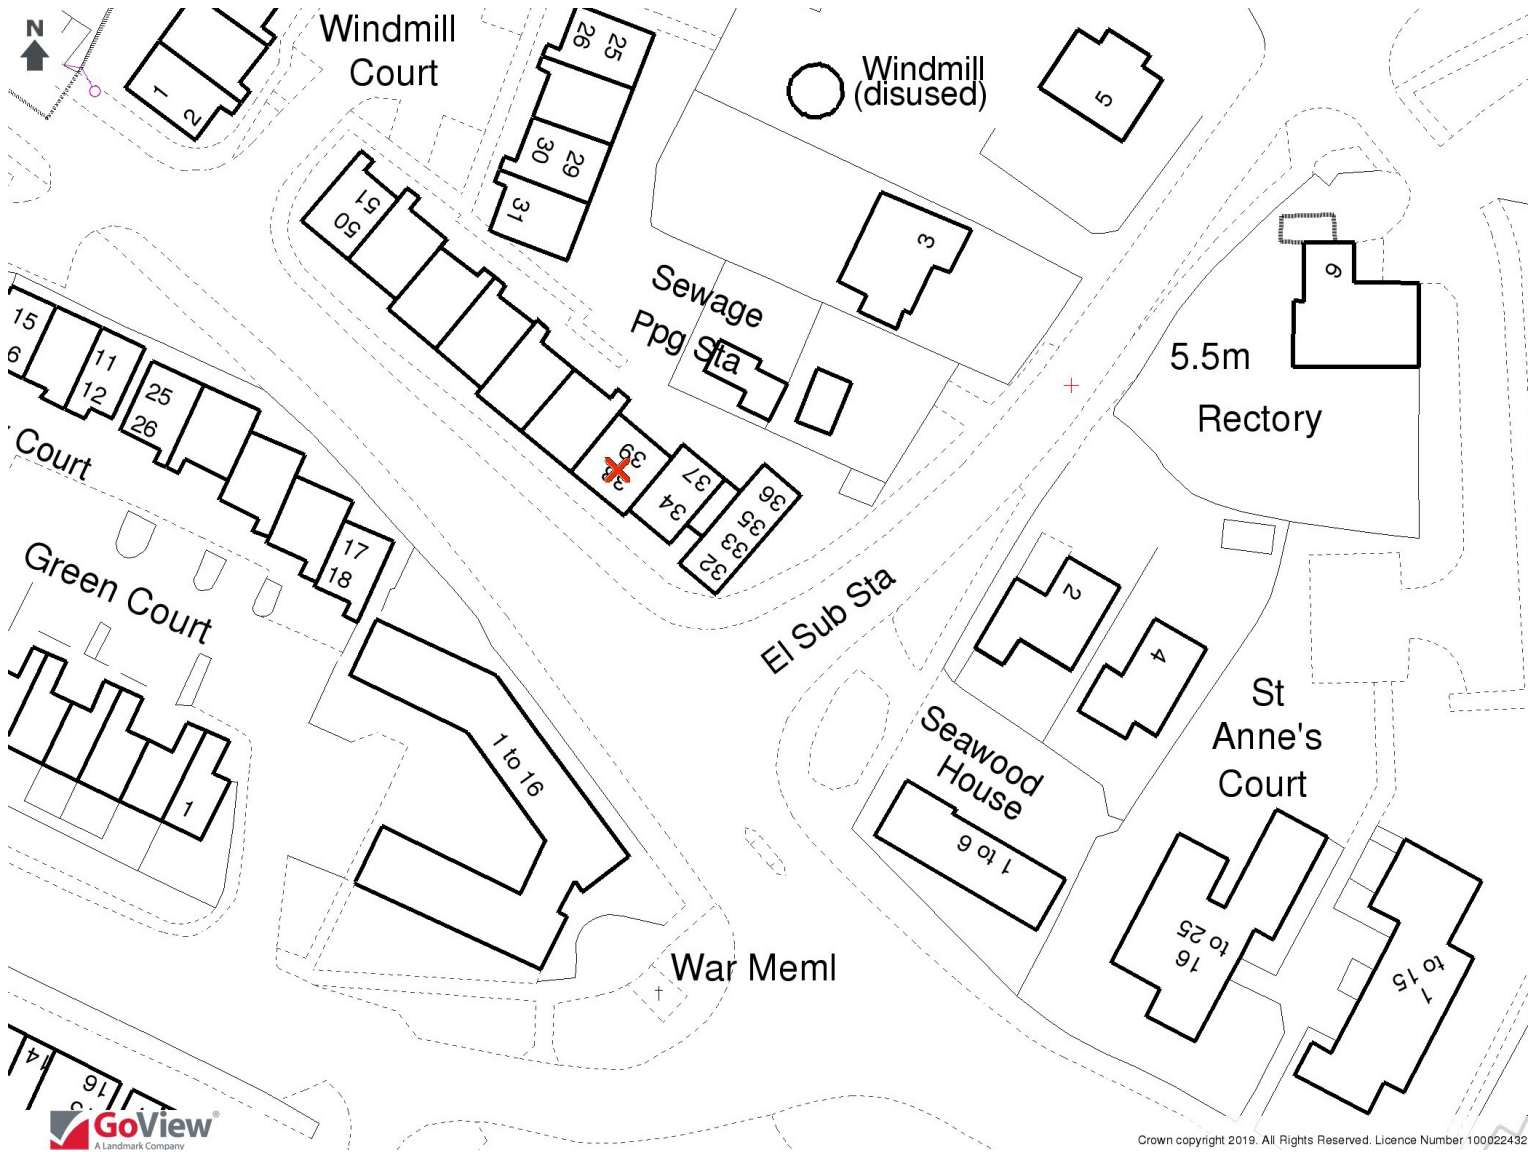 N
Windmill
Court
26
25
Windmill
(disused)
5
1
2
30
29
31
51
50
3
6
Sewage
Ppg Sta
5.5m
Rectory
15
6
11
12
25
26
Court
39
38
37
34
36
35
33
32
17
18
Green Court
El Sub Sta
2
4
St
Anne's
Court
Seawood
House
1 to 16
1
1 to 6
16
to 25
War Meml
1
to 15
14
16
GoView®
A Landmark Company
Crown copyright 2019. All Rights Reserved. Licence Number 100022432